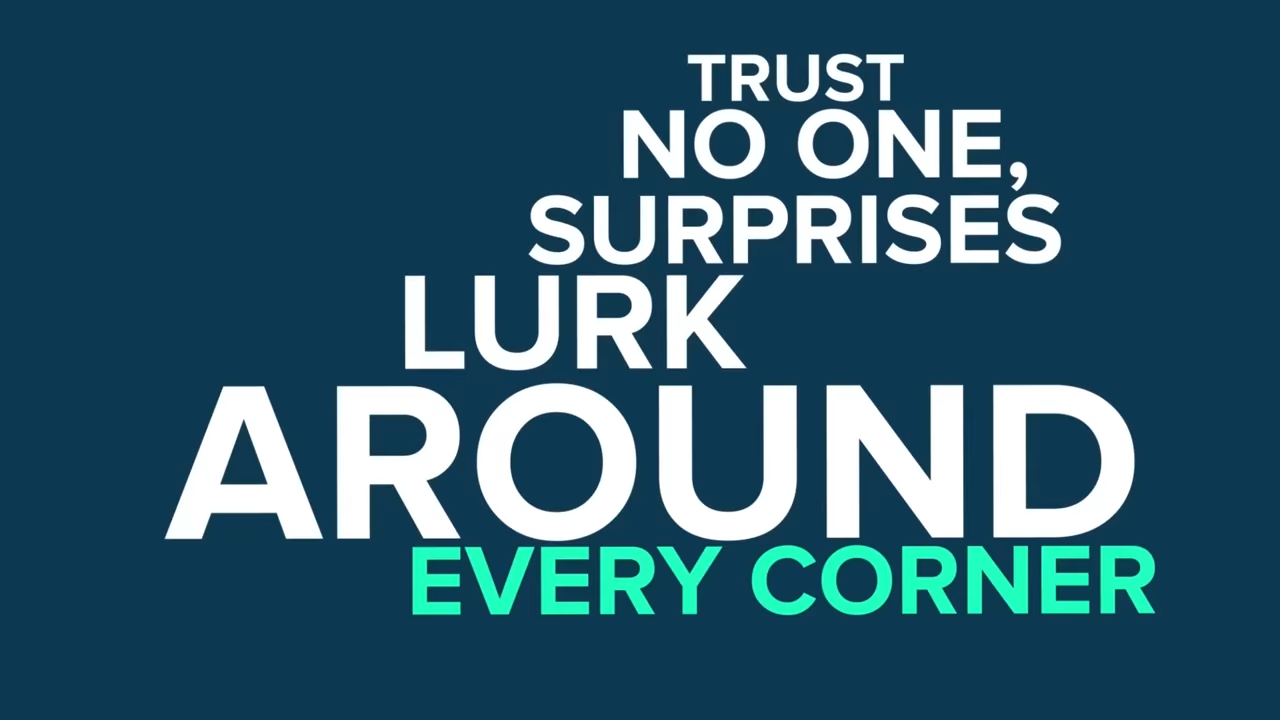 TRUST
NO ONE,
SURPRISES
LURK
AROUND
EVERY CORNER